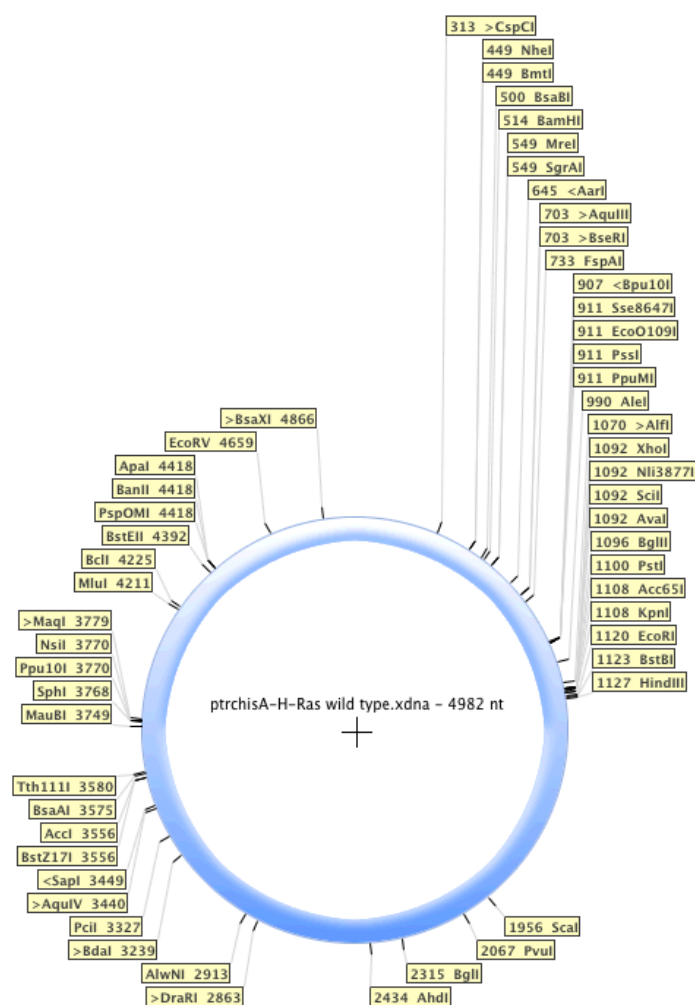 313 >CspCI
449 NheI
449 BmtI
500 BsaBI
514 BamHI
549 MreI
549 SgrAI
645 <AarI
703 >AquIII
703 >BseRI
733 FspAI
907 <Bpu10I
911 Sse8647I
911 EcoO109I
911 PssI
911 PpuMI
990 AleI
1070 >AlfI
1092 XhoI
1092 Nli3877I
1092 SciI
1092 AvaI
1096 BglII
1100 PstI
1108 Acc65I
1108 KpnI
1120 EcoRI
1123 BstBI
1127 HindIII
>BsaXI 4866
EcoRV 4659
ApaI 4418
BanII 4418
PspOMI 4418
BstEII 4392
BclI 4225
MluI 4211
>MaqI 3779
NsiI 3770
Ppu10I 3770
SphI 3768
MauBI 3749
ptrchisA-H-Ras wild type.xdna - 4982 nt
Tth111I 3580
BsaAI 3575
AccI 3556
BstZ17I 3556
<SapI 3449
>AquIV 3440
PciI 3327
>BdaI 3239
AlwNI 2913
>DraRI 2863
1956 ScaI
2067 PvuI
2315 BglI
2434 AhdI